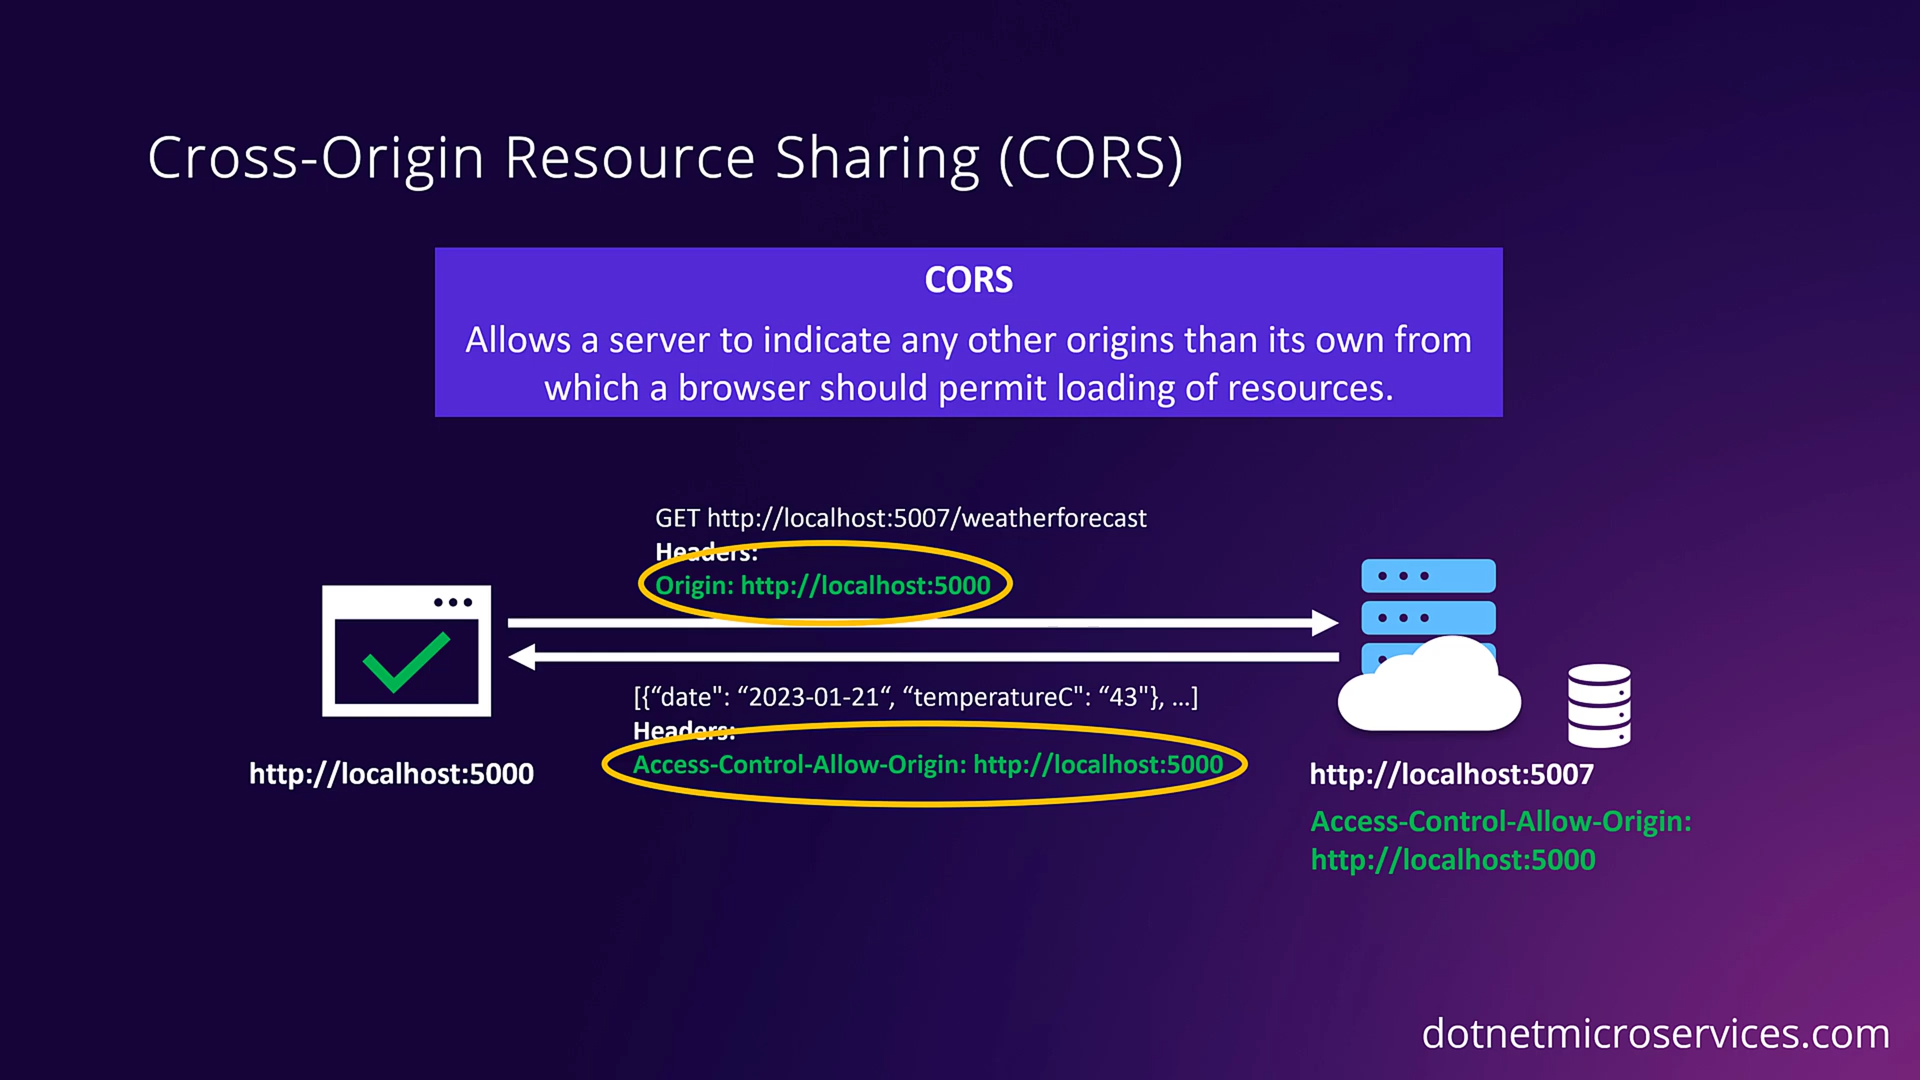 Cross-Origin Resource Sharing (CORS)
CORS
Allows a server to indicate any other origins than its own from
which a browser should permit loading of resources.
GET http://localhost:5007/weatherforecast
Headers:
Origin: http://localhost:5000
[{“date": “2023-01-21“, “temperatureC": “43"}, …]
Headers:
Access-Control-Allow-Origin: http://localhost:5000
http://localhost:5000
http://localhost:5007
Access-Control-Allow-Origin:
http://localhost:5000
dotnetmicroservices.com